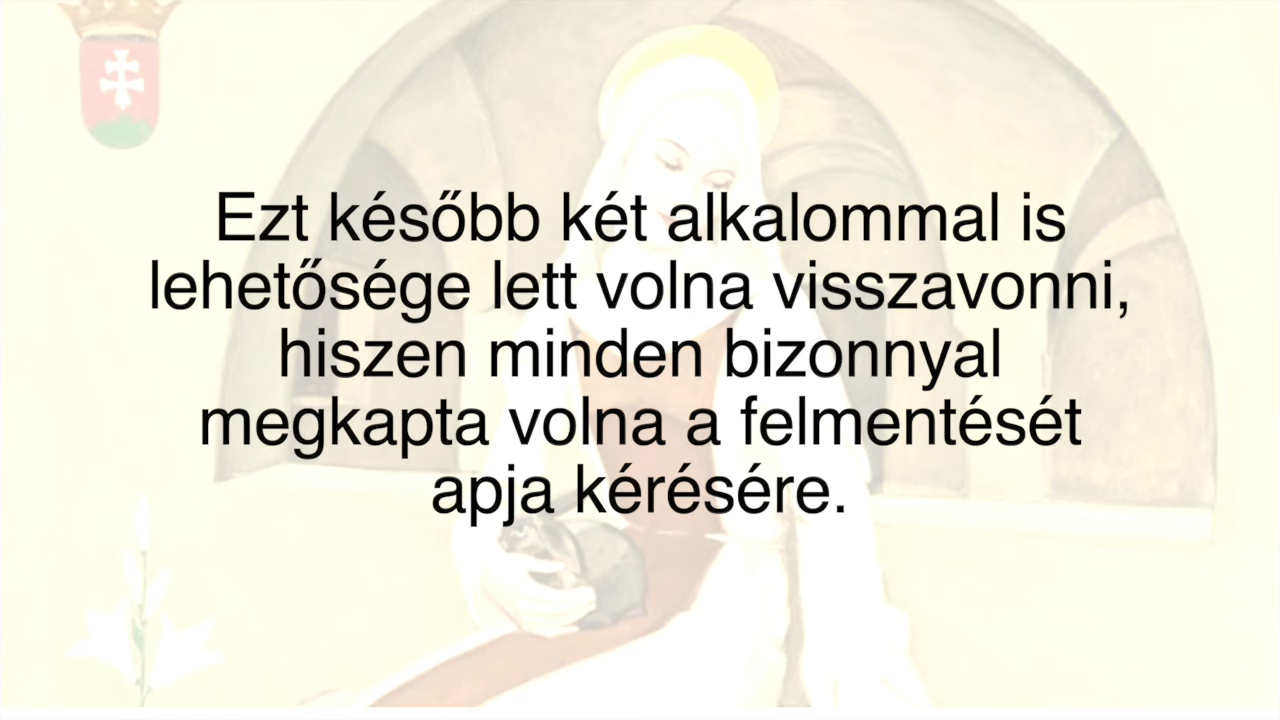 Ezt később két alkalommal is
lehetősége lett volna visszavonni,
hiszen minden bizonnyal
megkapta volna a felmentését
apja kérésére.